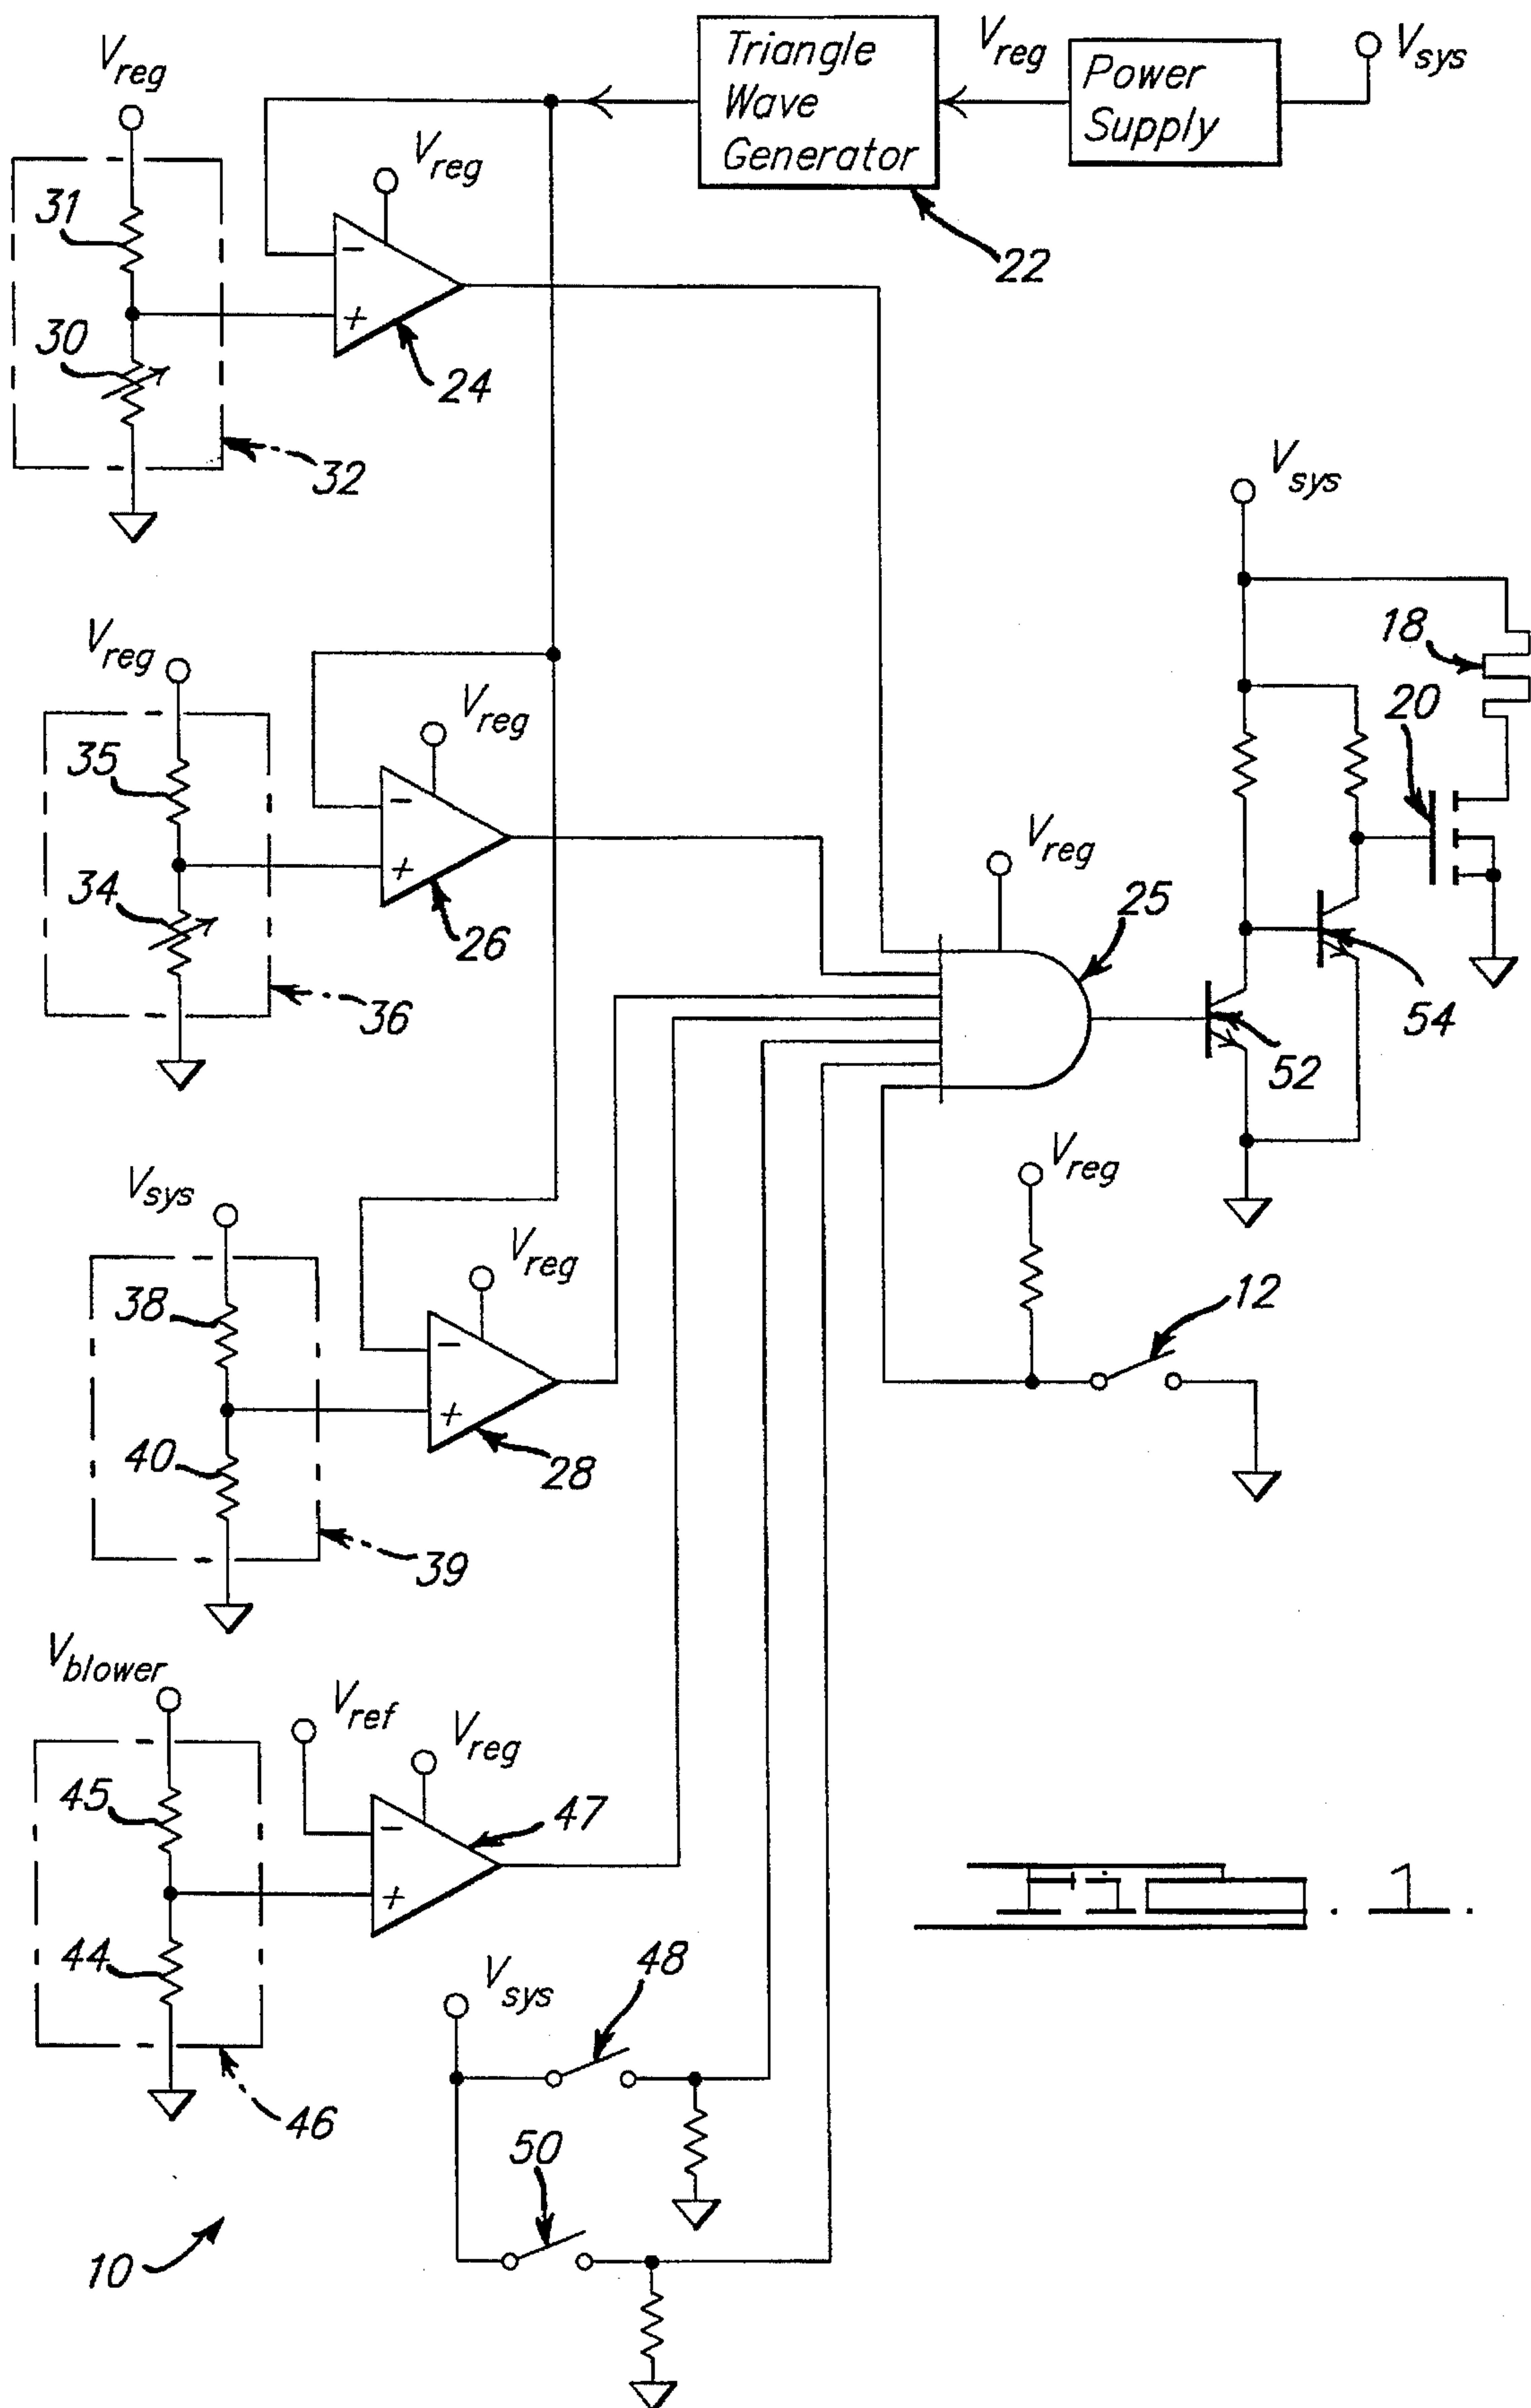 Triangle
Wave
Generator
Vreg
Power
Supply
Vsys
22
Vreg
31
30
32
Vreg
24
Vsys
18
20
Vreg
35
34
36
Vreg
26
Vreg
25
54
52
Vsys
38
40
39
Vreg
28
Vreg
12
Vblower
45
44
46
Vref
Vreg
47
Vsys
48
50
10
FIG. 1.